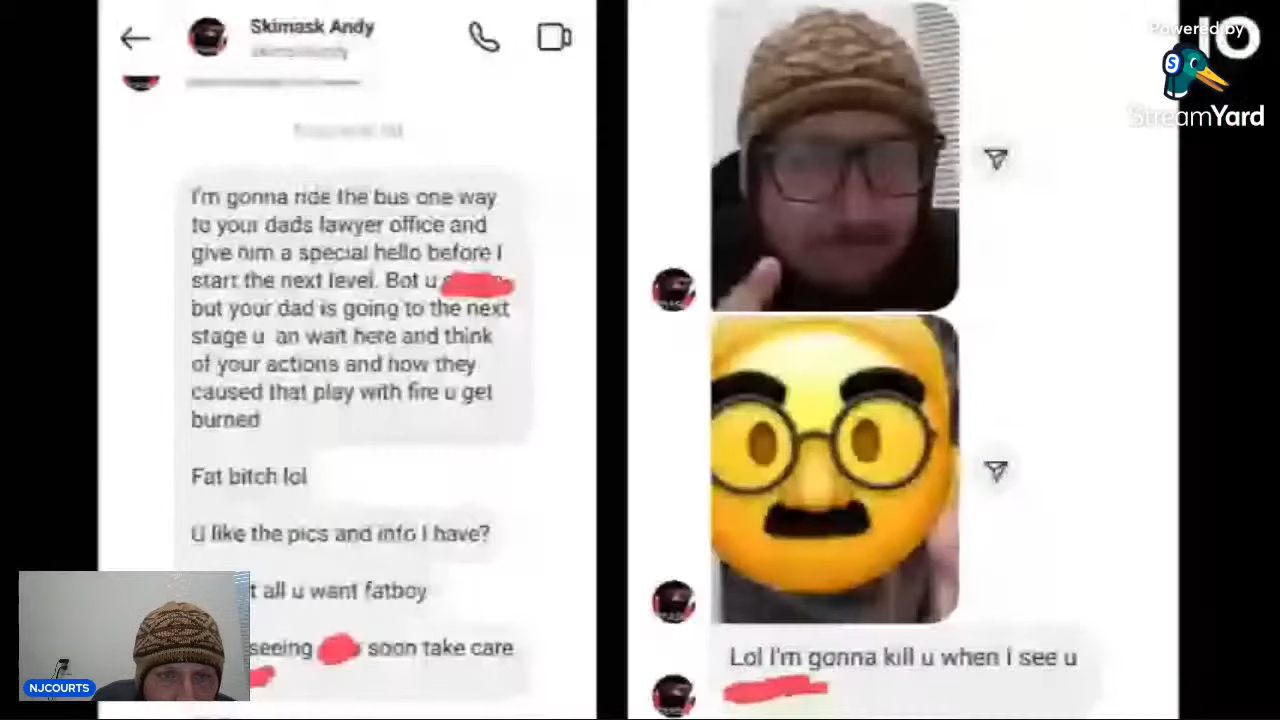 Skimask Andy
I'm gonna ride the bus one way
to your dads lawyer office and
give him a special hello before I
start the next level. Bot u
but your dad is going to the next
stage u an wait here and think
of your actions and how they
caused that play with fire u get
burned
Fat bitch lol
U like the pics and info I have?
all u want fatboy
seeing soon take care
NJCOURTS
Lol I'm gonna kill u when I see u
Powered by
StreamYard